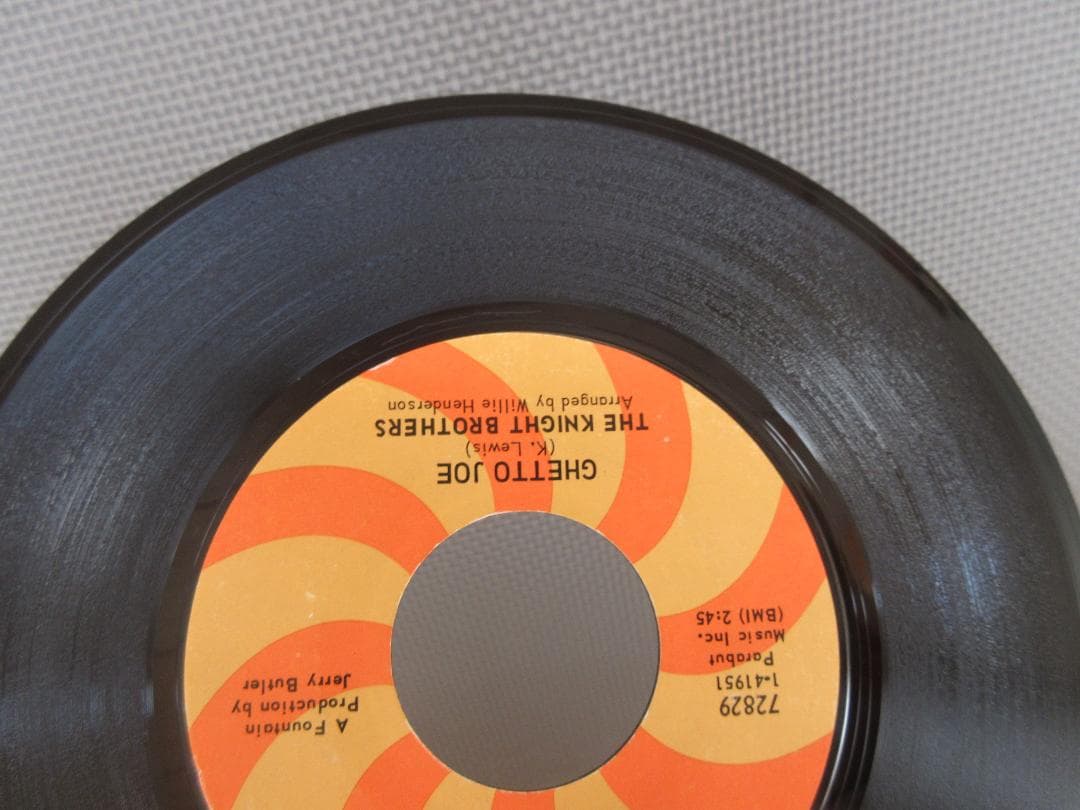 72829
1-41951
Parabut
Music Inc.
(BMI) 2:45
A Fountain
Production by
Jerry Butler
GHETTO JOE
(K. Lewis)
THE KNIGHT BROTHERS
Arranged by Willie Henderson